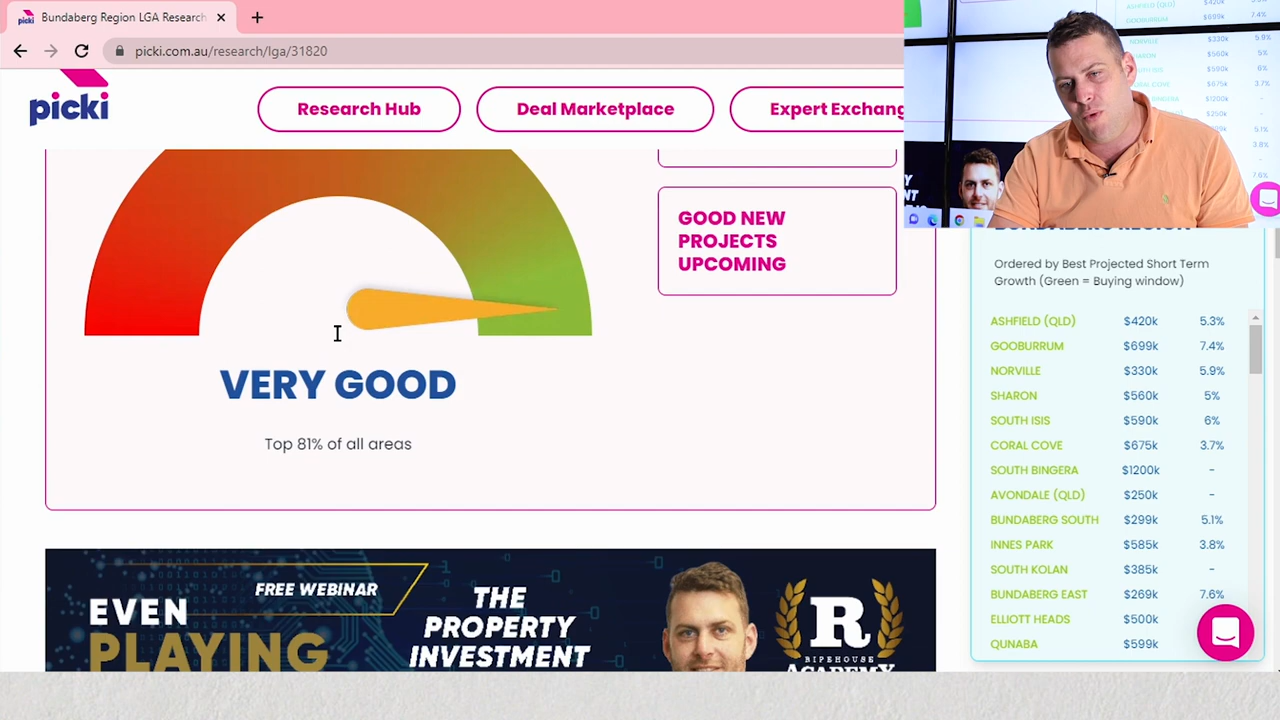 picki
Bundaberg Region LGA Research
picki.com.au/research/lga/31820
picki
Research Hub
Deal Marketplace
Expert Exchang
GOOD NEW
PROJECTS
UPCOMING
VERY GOOD
Top 81% of all areas
FREE WEBINAR
EVEN
PLAYING
THE
PROPERTY
INVESTMENT
R
RIPEHOUSE
ACADEMY
BUNDABERG REGION
Ordered by Best Projected Short Term
Growth (Green = Buying window)
ASHFIELD (QLD) $420k 5.3%
GOOBURRUM $699k 7.4%
NORVILLE $330k 5.9%
SHARON $560k 5%
SOUTH ISIS $590k 6%
CORAL COVE $675k 3.7%
SOUTH BINGERA $1200k -
AVONDALE (QLD) $250k -
BUNDABERG SOUTH $299k 5.1%
INNES PARK $585k 3.8%
SOUTH KOLAN $385k -
BUNDABERG EAST $269k 7.6%
ELLIOTT HEADS $500k
QUNABA $599k